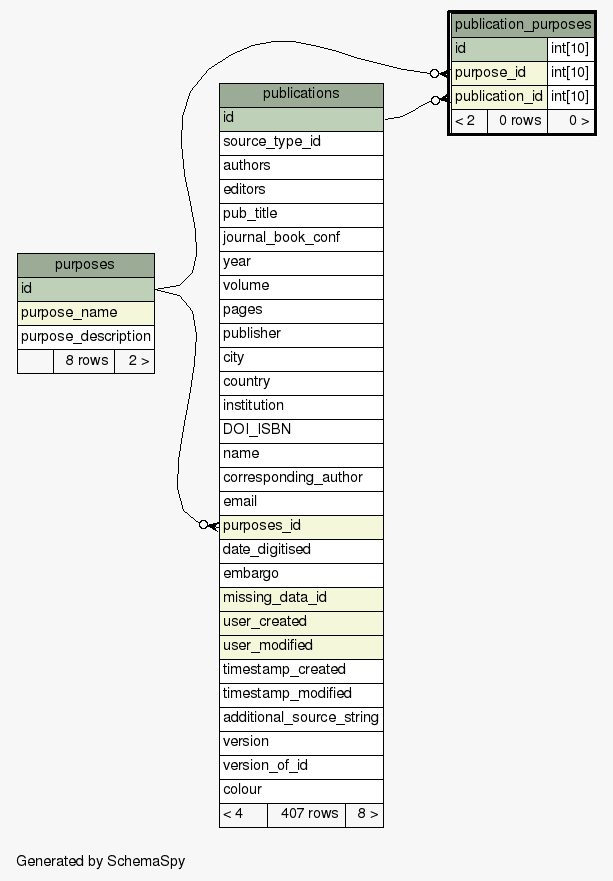 publication_purposes
id int[10]
purpose_id int[10]
publication_id int[10]
< 2 0 rows 0 >
publications
id
source_type_id
authors
editors
pub_title
journal_book_conf
year
volume
pages
publisher
city
country
institution
DOI_ISBN
name
corresponding_author
email
purposes_id
date_digitised
embargo
missing_data_id
user_created
user_modified
timestamp_created
timestamp_modified
additional_source_string
version
version_of_id
colour
< 4 407 rows 8 >
purposes
id
purpose_name
purpose_description
8 rows 2 >
Generated by SchemaSpy